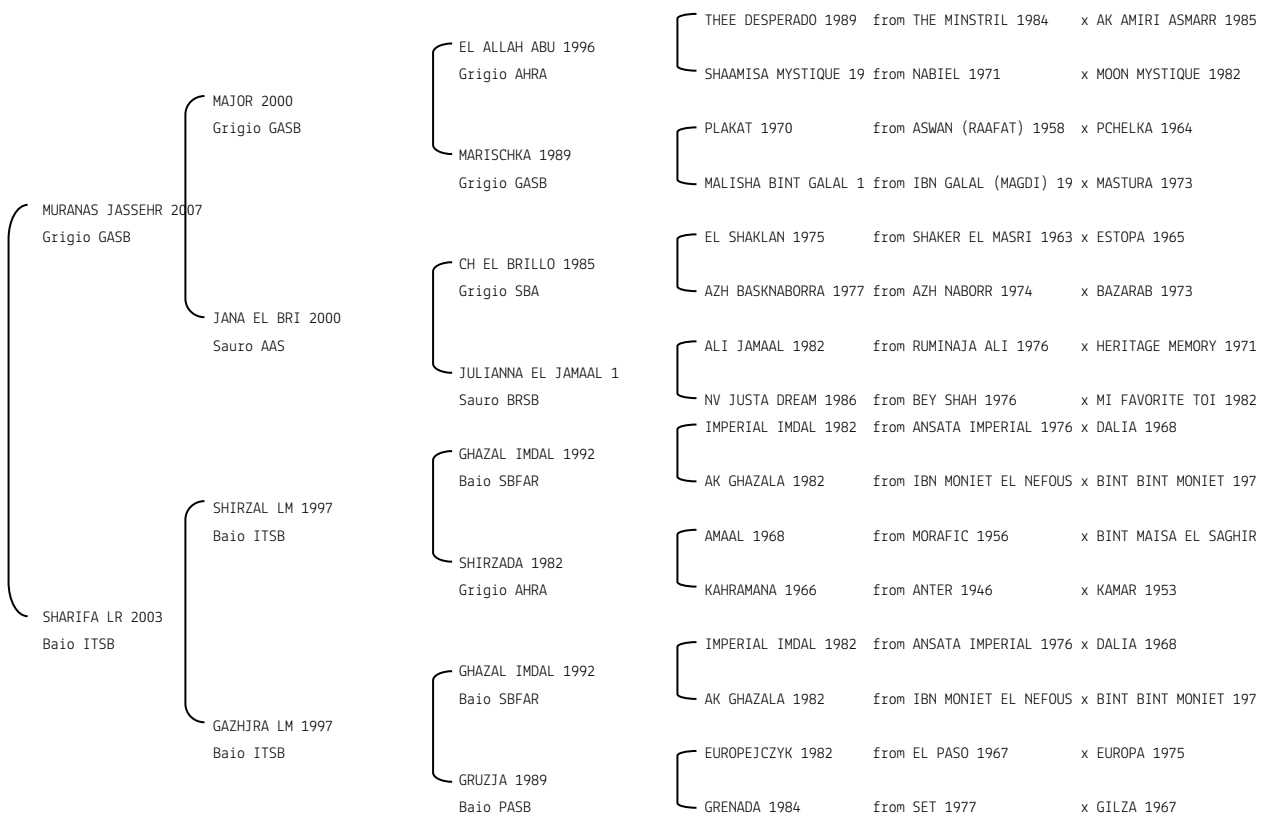 THEE DESPERADO 1989 from THE MINSTRIL 1984 x AK AMIRI ASMARR 1985
EL ALLAH ABU 1996
Grigio AHRA
SHAAMISA MYSTIQUE 19 from NABIEL 1971 x MOON MYSTIQUE 1982
MAJOR 2000
Grigio GASB
PLAKAT 1970 from ASWAN (RAAFAT) 1958 x PCHELKA 1964
MARISCHKA 1989
Grigio GASB
MALISHA BINT GALAL 1 from IBN GALAL (MAGDI) 19 x MASTURA 1973
MURANAS JASSEHR 2007
Grigio GASB
EL SHAKLAN 1975 from SHAKER EL MASRI 1963 x ESTOPA 1965
CH EL BRILLO 1985
Grigio SBA
AZH BASKNABORRA 1977 from AZH NABORR 1974 x BAZARAB 1973
JANA EL BRI 2000
Sauro AAS
ALI JAMAAL 1982 from RUMINAJA ALI 1976 x HERITAGE MEMORY 1971
JULIANNA EL JAMAAL 1
Sauro BRSB
NV JUSTA DREAM 1986 from BEY SHAH 1976 x MI FAVORITE TOI 1982
IMPERIAL IMDAL 1982 from ANSATA IMPERIAL 1976 x DALIA 1968
GHAZAL IMDAL 1992
Baio SBFAR
AK GHAZALA 1982 from IBN MONIET EL NEFOUS x BINT BINT MONIET 197
SHIRZAL LM 1997
Baio ITSB
AMAAL 1968 from MORAFIC 1956 x BINT MAISA EL SAGHIR
SHIRZADA 1982
Grigio AHRA
KAHRAMANA 1966 from ANTER 1946 x KAMAR 1953
SHARIFA LR 2003
Baio ITSB
IMPERIAL IMDAL 1982 from ANSATA IMPERIAL 1976 x DALIA 1968
GHAZAL IMDAL 1992
Baio SBFAR
AK GHAZALA 1982 from IBN MONIET EL NEFOUS x BINT BINT MONIET 197
GAZHJRA LM 1997
Baio ITSB
EUROPEJCZYK 1982 from EL PASO 1967 x EUROPA 1975
GRUZJA 1989
Baio PASB
GRENADA 1984 from SET 1977 x GILZA 1967